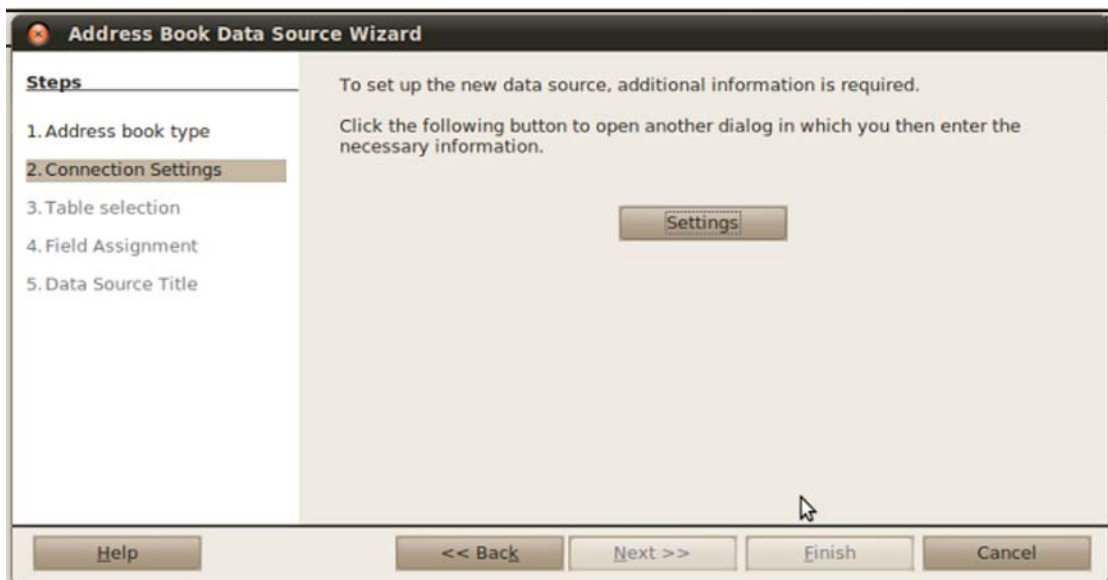 Address Book Data Source Wizard
Steps
1. Address book type
2. Connection Settings
3. Table selection
4. Field Assignment
5. Data Source Title
To set up the new data source, additional information is required.
Click the following button to open another dialog in which you then enter the
necessary information.
Settings
Help
<< Back
Next >>
Finish
Cancel